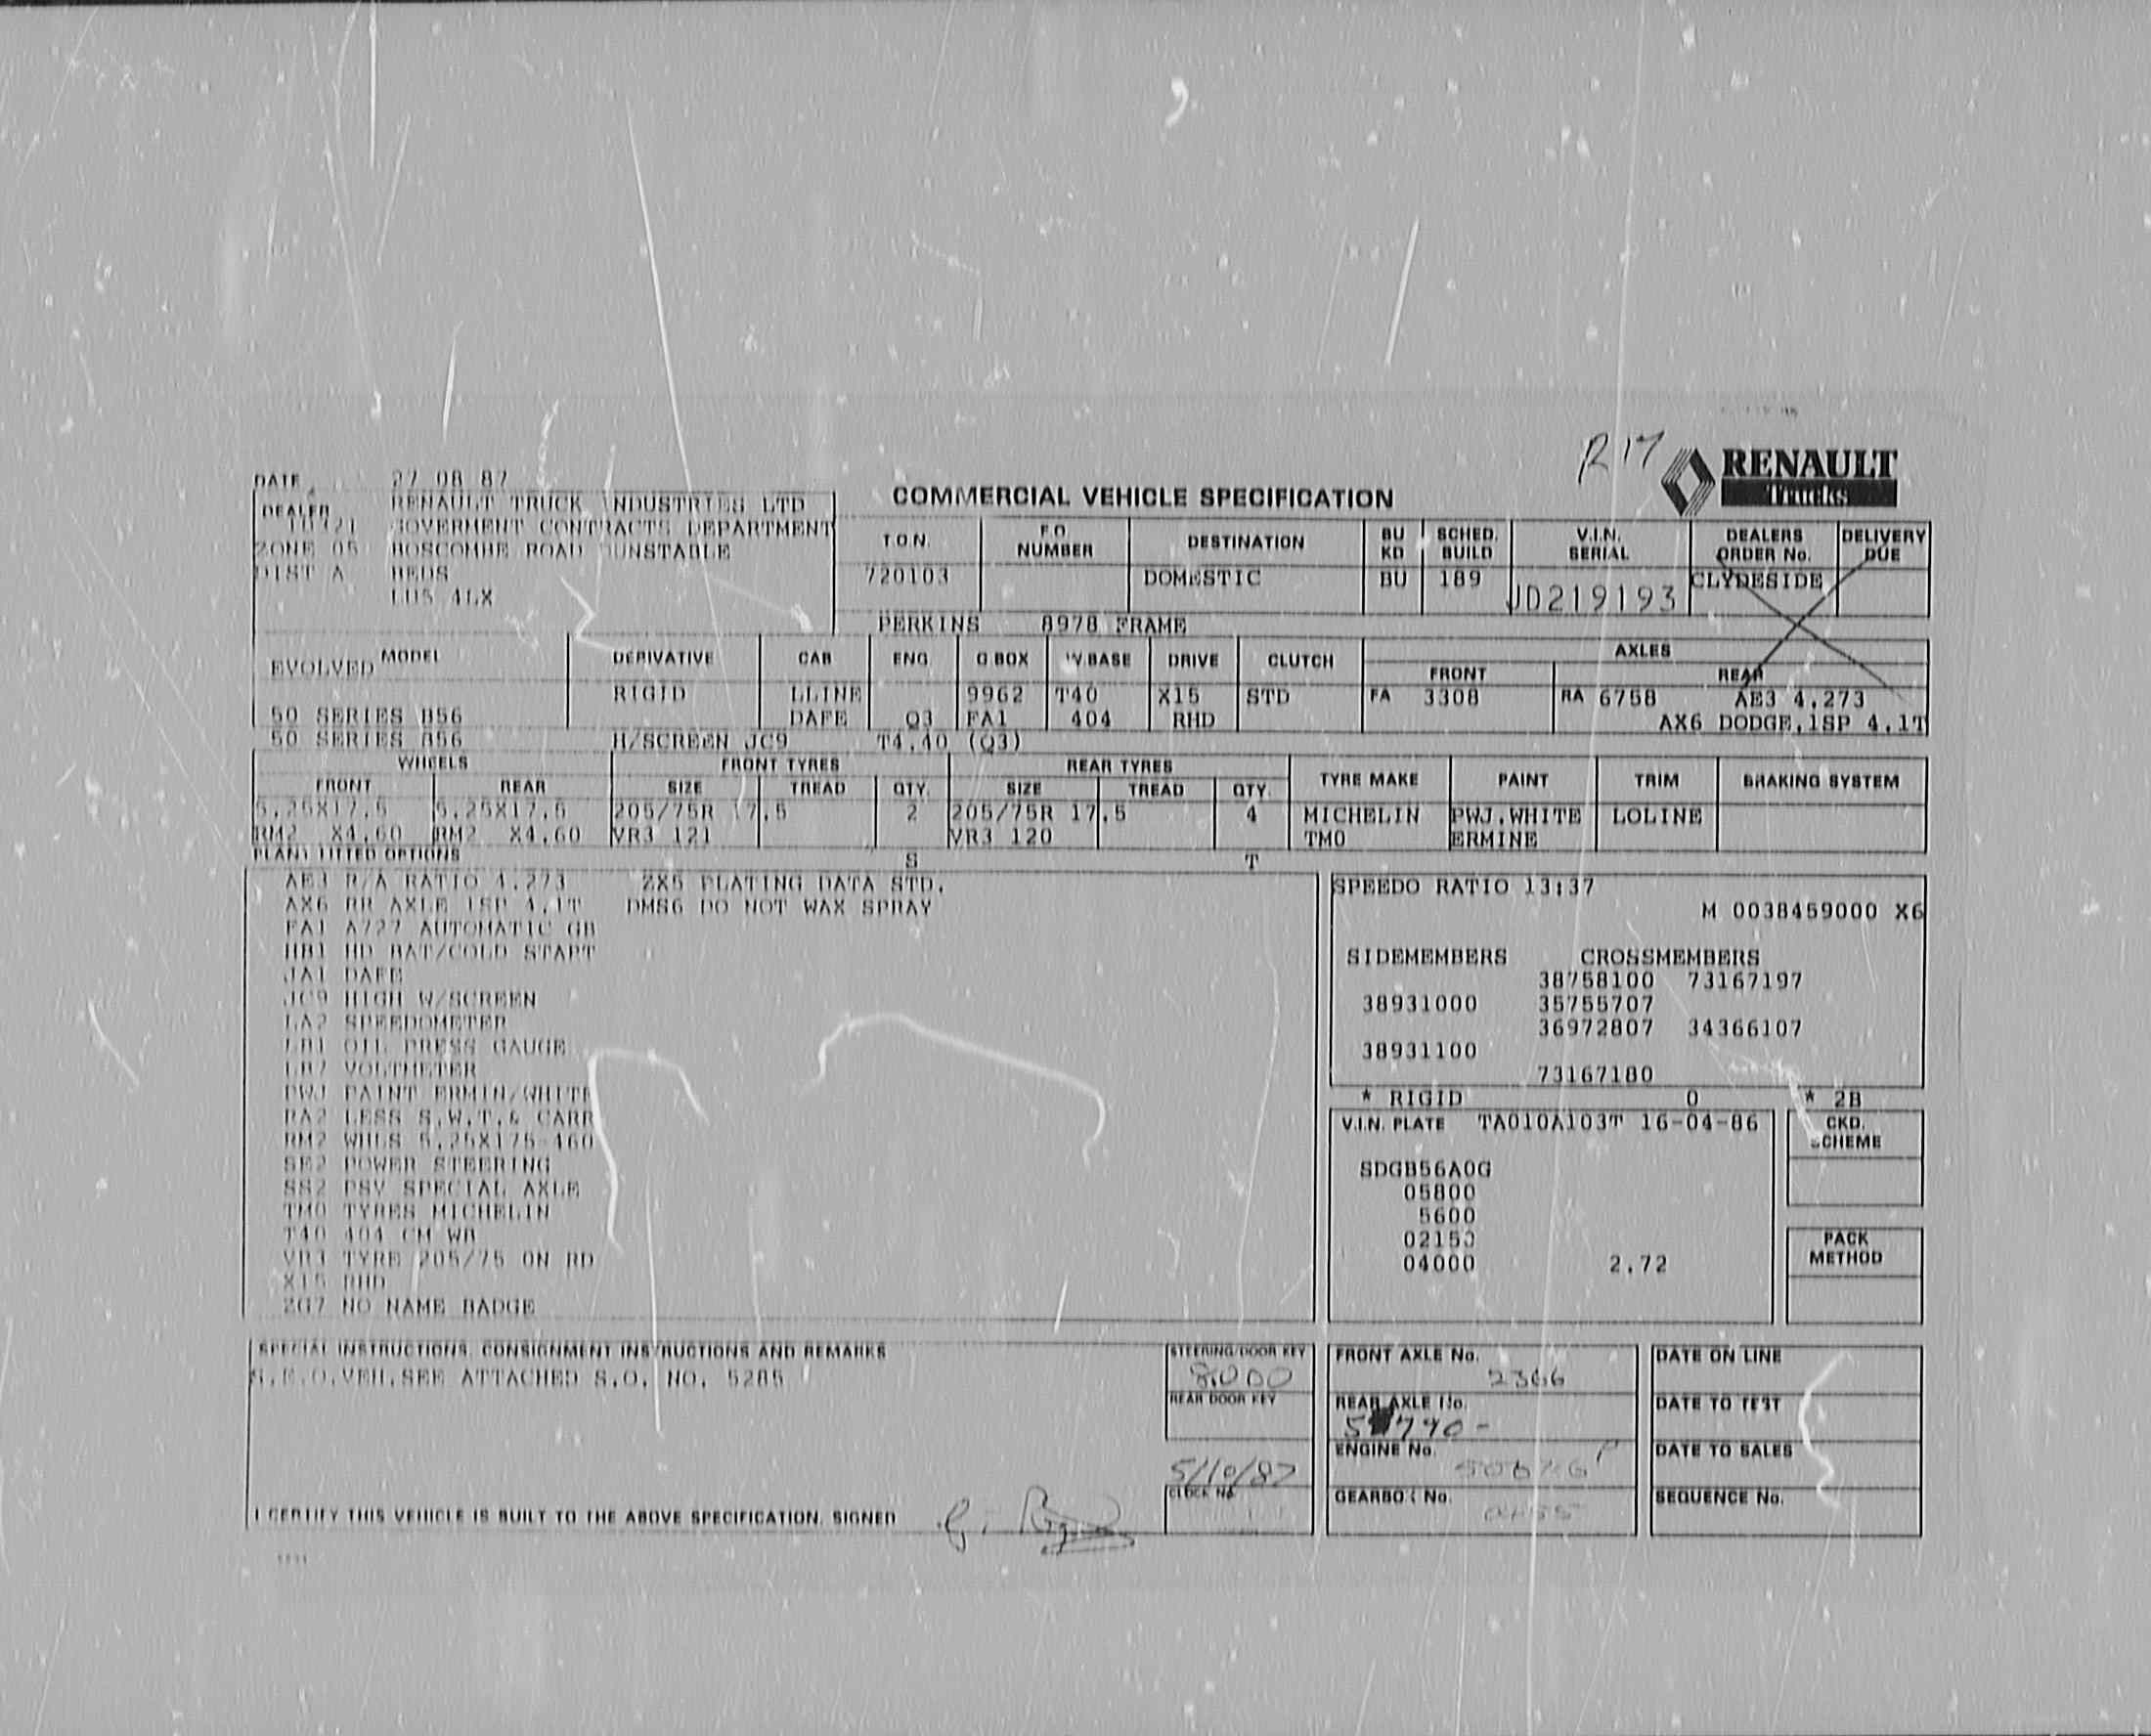 R17
RENAULT
Trucks
DATE 27 08 87
DEALER RENAULT TRUCK INDUSTRIES LTD
GOVERMENT CONTRACTS DEPARTMENT
ZONE 05 BOSCOMBE ROAD DUNSTABLE
DIST A BEDS
LU5 4LX
COMMERCIAL VEHICLE SPECIFICATION
T.O.N. F.O. NUMBER DESTINATION BU KD SCHED. BUILD V.I.N. SERIAL DEALERS ORDER No. DELIVERY DUE
720103 DOMESTIC BU 189 JD219193 CLYDESIDE
PERKINS 8978 FRAME
MODEL DERIVATIVE CAB ENG G BOX W.BASE DRIVE CLUTCH AXLES
FRONT REAR
EVOLVED
RIGID LLINE 9962 T40 X15 STD FA 3308 RA 6758 AE3 4.273
50 SERIES B56 DAFE Q3 FA1 404 RHD AX6 DODGE,1SP 4.1T
50 SERIES B56 H/SCREEN JC9 T4.40 (Q3)
WHEELS FRONT TYRES REAR TYRES TYRE MAKE PAINT TRIM BRAKING SYSTEM
FRONT REAR SIZE TREAD QTY. SIZE TREAD QTY.
5.25X17.5 5.25X17.5 205/75R 17.5 2 205/75R 17.5 4 MICHELIN PWJ.WHITE LOLINE
RM2 X4.60 RM2 X4.60 VR3 121 VR3 120 TMO ERMINE
PLANT FITTED OPTIONS S T
AE3 R/A RATIO 4.273 ZX5 PLATING DATA STD.
AX6 RR AXLE 1SP 4.1T DMS6 DO NOT WAX SPRAY
FA1 A727 AUTOMATIC GB
HB1 HD BAT/COLD START
JA1 DAFE
JC9 HIGH W/SCREEN
LA2 SPEEDOMETER
LB1 OIL PRESS GAUGE
LB7 VOLTMETER
PWJ PAINT ERMIN/WHITE
RA2 LESS S.W.T.& CARR
RM2 WHLS 5.25X175-460
SE2 POWER STEERING
SS2 PSV SPECIAL AXLE
TMO TYRES MICHELIN
T40 404 CM WB
VR3 TYRE 205/75 ON RD
X15 RHD
ZG7 NO NAME BADGE
SPEEDO RATIO 13:37
M 0038459000 X6
SIDEMEMBERS CROSSMEMBERS
38758100 73167197
38931000 35755707
36972807 34366107
38931100
73167180
* RIGID 0 * 2B
V.I.N. PLATE TA010A103T 16-04-86
SDGB56A0G
05800
5600
02150
04000 2.72
CKD. SCHEME
PACK METHOD
SPECIAL INSTRUCTIONS, CONSIGNMENT INSTRUCTIONS AND REMARKS
S.E.O.VEH.SEE ATTACHED S.O. NO. 5285
STEERING/DOOR KEY
REAR DOOR KEY
5/10/87
CLOCK No.
FRONT AXLE No.
2366
REAR AXLE No.
ENGINE No.
GEARBOX No.
DATE ON LINE
DATE TO TEST
DATE TO SALES
SEQUENCE No.
I CERTIFY THIS VEHICLE IS BUILT TO THE ABOVE SPECIFICATION. SIGNED